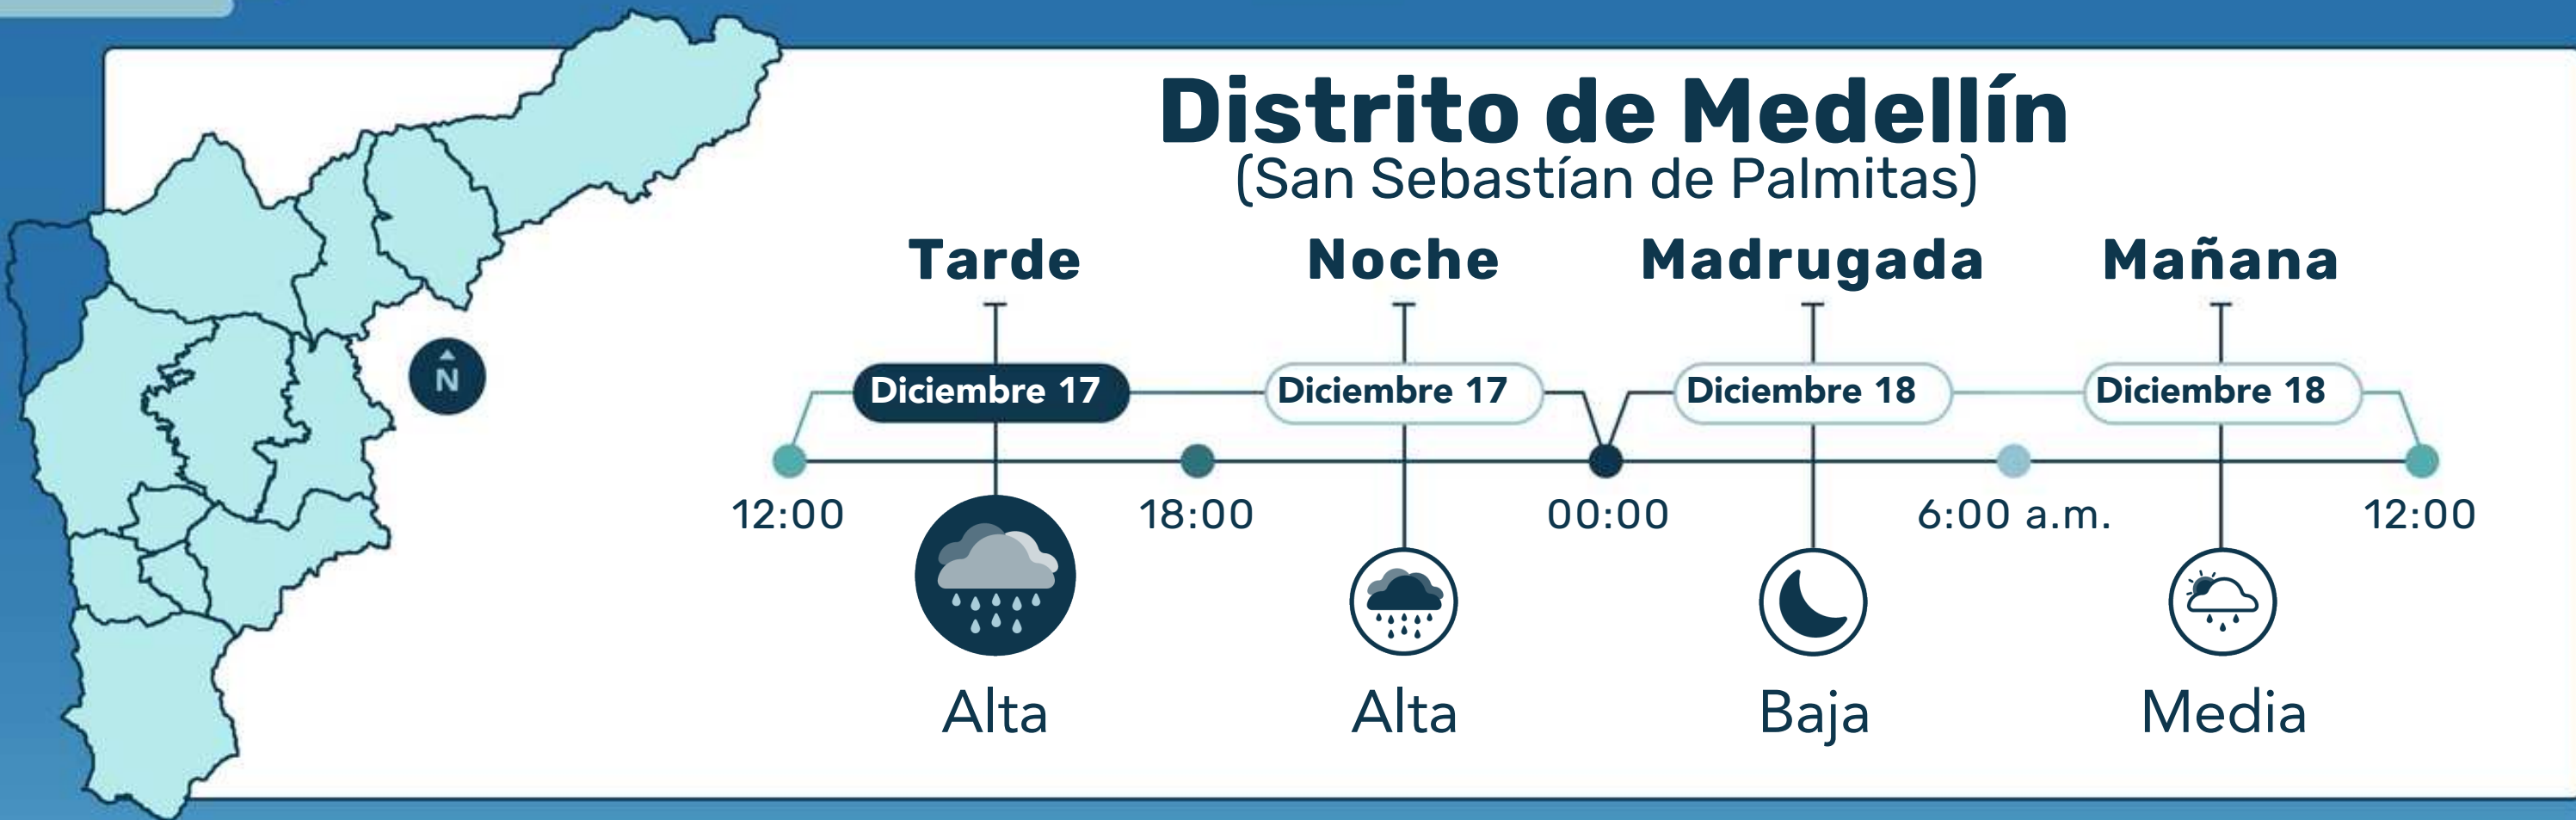 Distrito de Medellín
(San Sebastían de Palmitas)
Tarde Noche Madrugada Mañana
N
Diciembre 17 Diciembre 17 Diciembre 18 Diciembre 18
12:00 18:00 00:00 6:00 a.m. 12:00
Alta Alta Baja Media